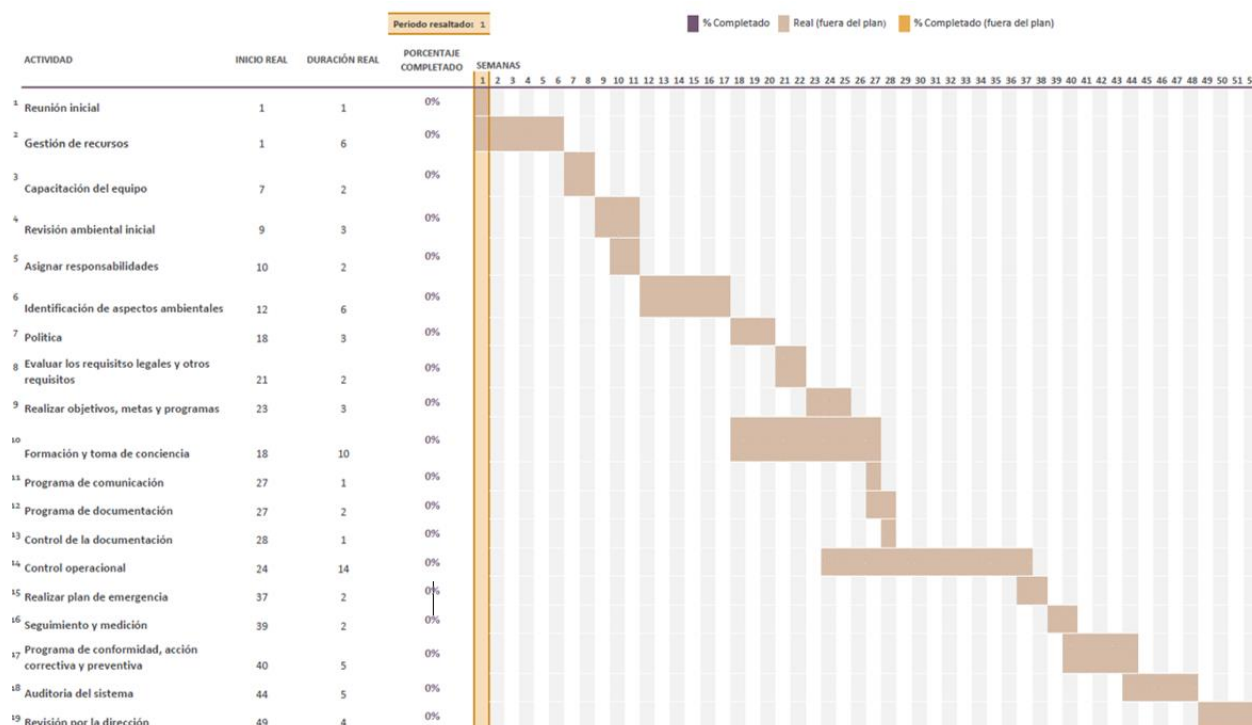 Periodo resaltado: 1
% Completado Real (fuera del plan) % Completado (fuera del plan)
ACTIVIDAD INICIO REAL DURACIÓN REAL PORCENTAJE
COMPLETADO SEMANAS
1 2 3 4 5 6 7 8 9 10 11 12 13 14 15 16 17 18 19 20 21 22 23 24 25 26 27 28 29 30 31 32 33 34 35 36 37 38 39 40 41 42 43 44 45 46 47 48 49 50 51 5
1 Reunión inicial 1 1 0%
2 Gestión de recursos 1 6 0%
3 Capacitación del equipo 7 2 0%
4 Revisión ambiental inicial 9 3 0%
5 Asignar responsabilidades 10 2 0%
6 Identificación de aspectos ambientales 12 6 0%
7 Politica 18 3 0%
8 Evaluar los requisitso legales y otros
requisitos 21 2 0%
9 Realizar objetivos, metas y programas 23 3 0%
10 Formación y toma de conciencia 18 10 0%
11 Programa de comunicación 27 1 0%
12 Programa de documentación 27 2 0%
13 Control de la documentación 28 1 0%
14 Control operacional 24 14 0%
15 Realizar plan de emergencia 37 2 0%
16 Seguimiento y medición 39 2 0%
17 Programa de conformidad, acción
correctiva y preventiva 40 5 0%
18 Auditoria del sistema 44 5 0%
19 Revisión por la dirección 49 4 0%